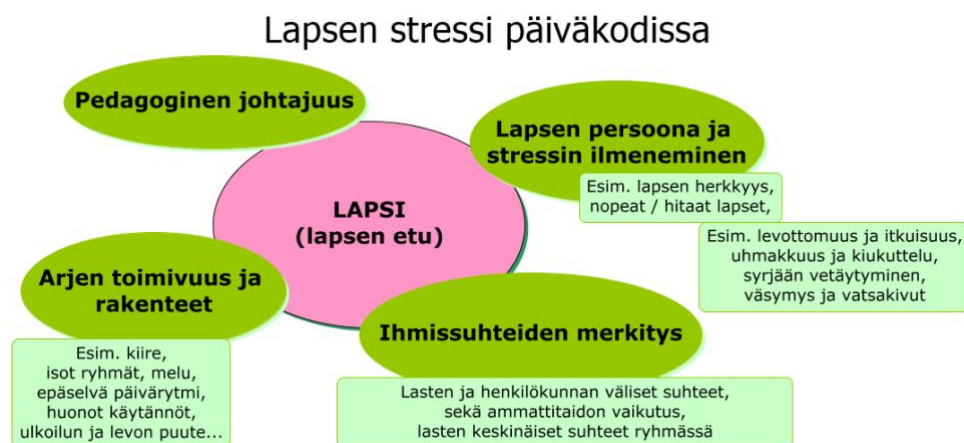 Lapsen stressi päiväkodissa
Pedagoginen johtajuus
Lapsen persoona ja
stressin ilmeneminen
Esim. lapsen herkkyys,
nopeat / hitaat lapset,
Esim. levottomuus ja itkuisuus,
uhmakkuus ja kiukuttelu,
syrjään vetäytyminen,
väsymys ja vatsakivut
LAPSI
(lapsen etu)
Arjen toimivuus ja
rakenteet
Esim. kiire,
isot ryhmät, melu,
epäselvä päivärytmi,
huonot käytännöt,
ulkoilun ja levon puute...
Ihmissuhteiden merkitys
Lasten ja henkilökunnan väliset suhteet,
sekä ammattitaidon vaikutus,
lasten keskinäiset suhteet ryhmässä